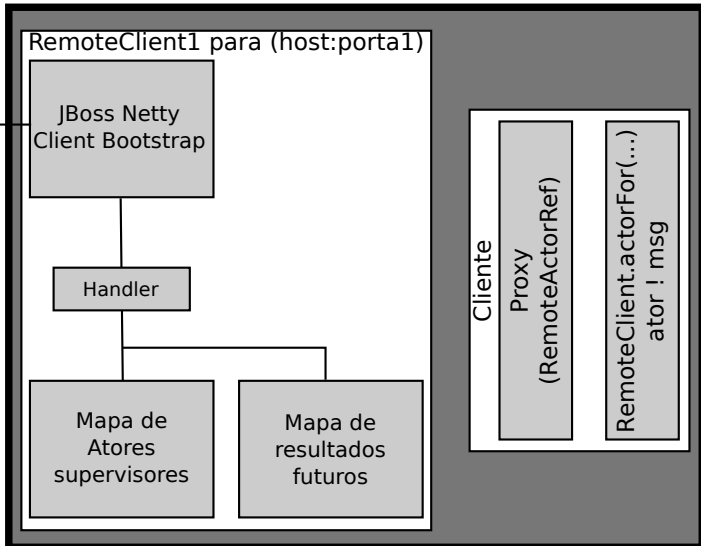 RemoteClient1 para (host:porta1)
JBoss Netty
Client Bootstrap
Handler
Mapa de
Atores
supervisores
Mapa de
resultados
futuros
Cliente
Proxy
(RemoteActorRef)
RemoteClient.actorFor(...)
ator ! msg